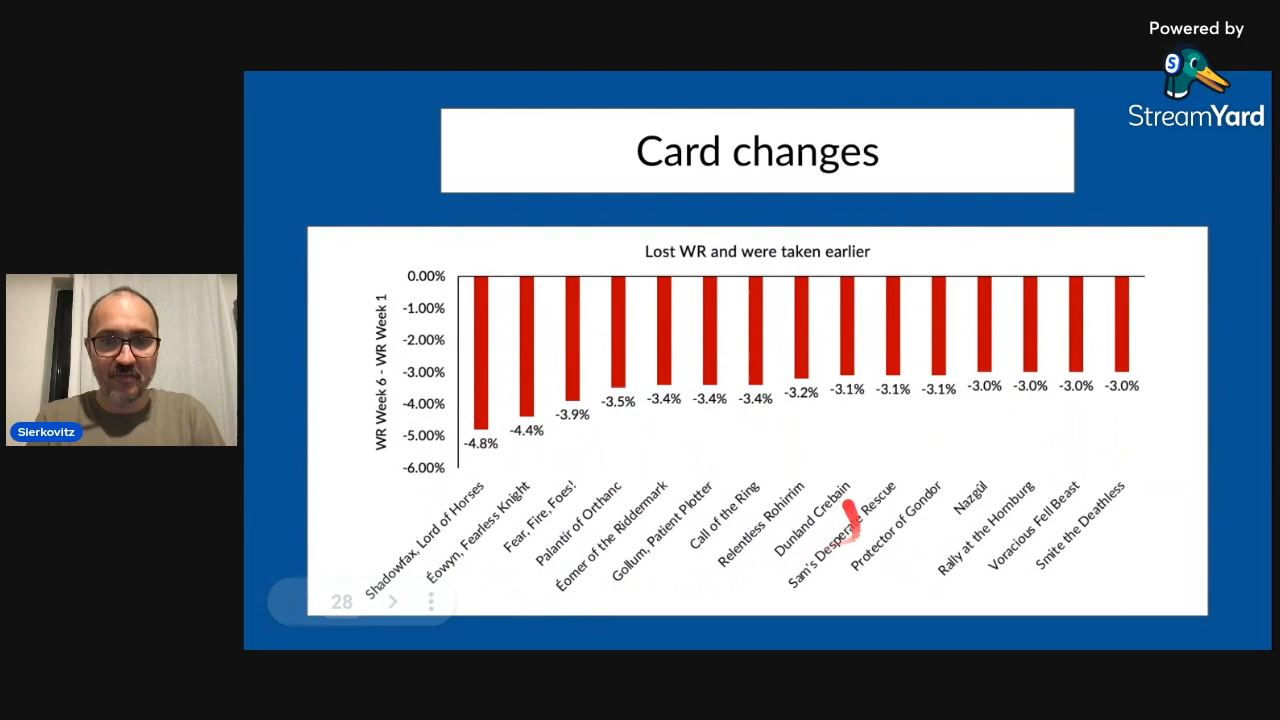 Powered by
StreamYard
S
Card changes
Lost WR and were taken earlier
WR Week 6 - WR Week 1
0.00%
-1.00%
-2.00%
-3.00%
-4.00%
-5.00%
-6.00%
-4.8%
-4.4%
-3.9%
-3.5%
-3.4%
-3.4%
-3.4%
-3.2%
-3.1%
-3.1%
-3.1%
-3.0%
-3.0%
-3.0%
-3.0%
Shadowfax, Lord of Horses
Éowyn, Fearless Knight
Fear, Fire, Foes!
Palantír of Orthanc
Éomer of the Riddermark
Gollum, Patient Plotter
Call of the Ring
Relentless Rohirrim
Dunland Crebain
Sam's Desperate Rescue
Protector of Gondor
Nazgûl
Rally at the Hornburg
Voracious Fell Beast
Smite the Deathless
28
Sierkovitz